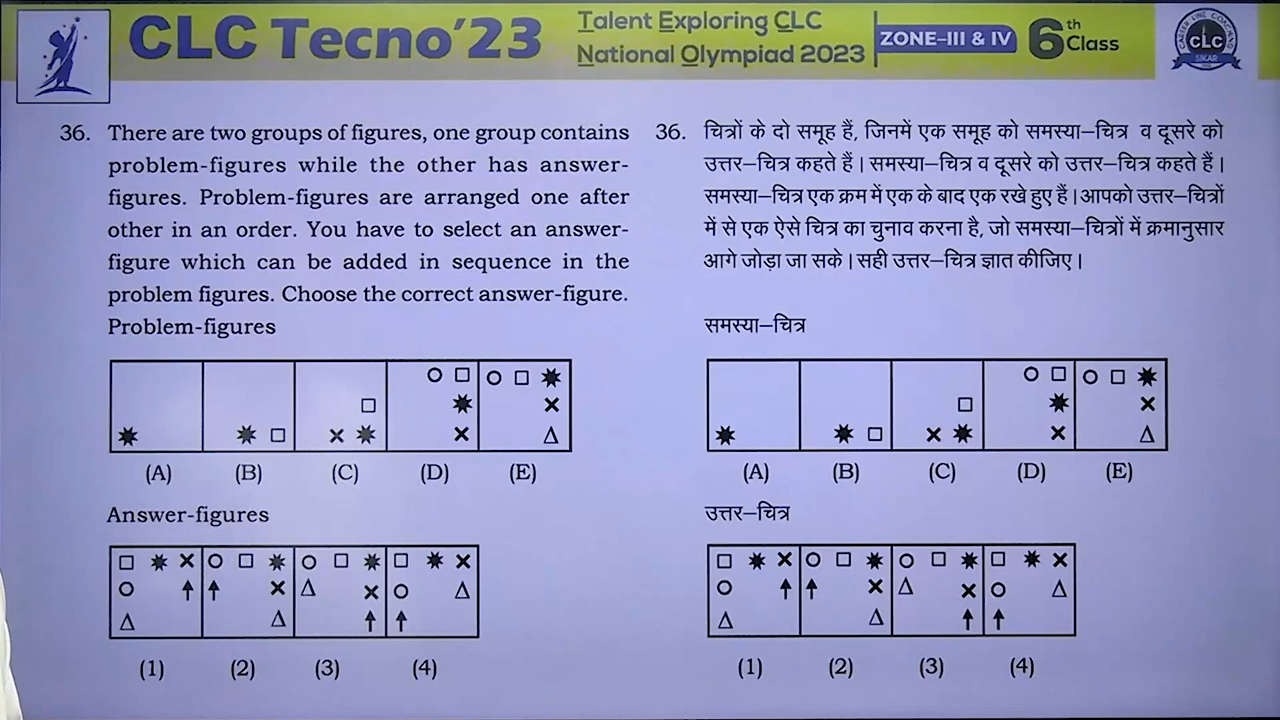 CLC Tecno'23
Talent Exploring CLC
National Olympiad 2023
ZONE–III & IV
6th Class
CAREER LINE COACHING
CLC
SIKAR
36. There are two groups of figures, one group contains
problem-figures while the other has answer-
figures. Problem-figures are arranged one after
other in an order. You have to select an answer-
figure which can be added in sequence in the
problem figures. Choose the correct answer-figure.
Problem-figures
(A) (B) (C) (D) (E)
Answer-figures
(1) (2) (3) (4)
36. चित्रों के दो समूह हैं, जिनमें एक समूह को समस्या–चित्र व दूसरे को
उत्तर–चित्र कहते हैं। समस्या–चित्र व दूसरे को उत्तर–चित्र कहते हैं।
समस्या–चित्र एक क्रम में एक के बाद एक रखे हुए हैं।आपको उत्तर–चित्रों
में से एक ऐसे चित्र का चुनाव करना है, जो समस्या–चित्रों में क्रमानुसार
आगे जोड़ा जा सके। सही उत्तर–चित्र ज्ञात कीजिए।
समस्या–चित्र
(A) (B) (C) (D) (E)
उत्तर–चित्र
(1) (2) (3) (4)